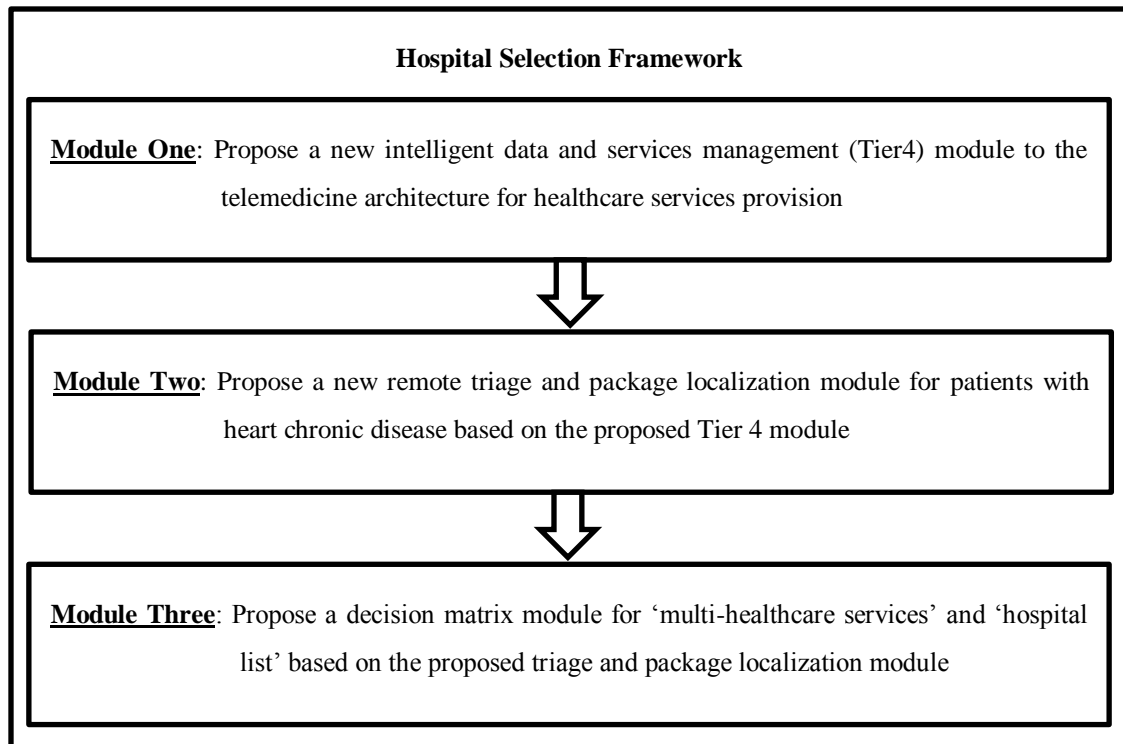 Hospital Selection Framework
Module One: Propose a new intelligent data and services management (Tier4) module to the
telemedicine architecture for healthcare services provision
Module Two: Propose a new remote triage and package localization module for patients with
heart chronic disease based on the proposed Tier 4 module
Module Three: Propose a decision matrix module for ‘multi-healthcare services’ and ‘hospital
list’ based on the proposed triage and package localization module